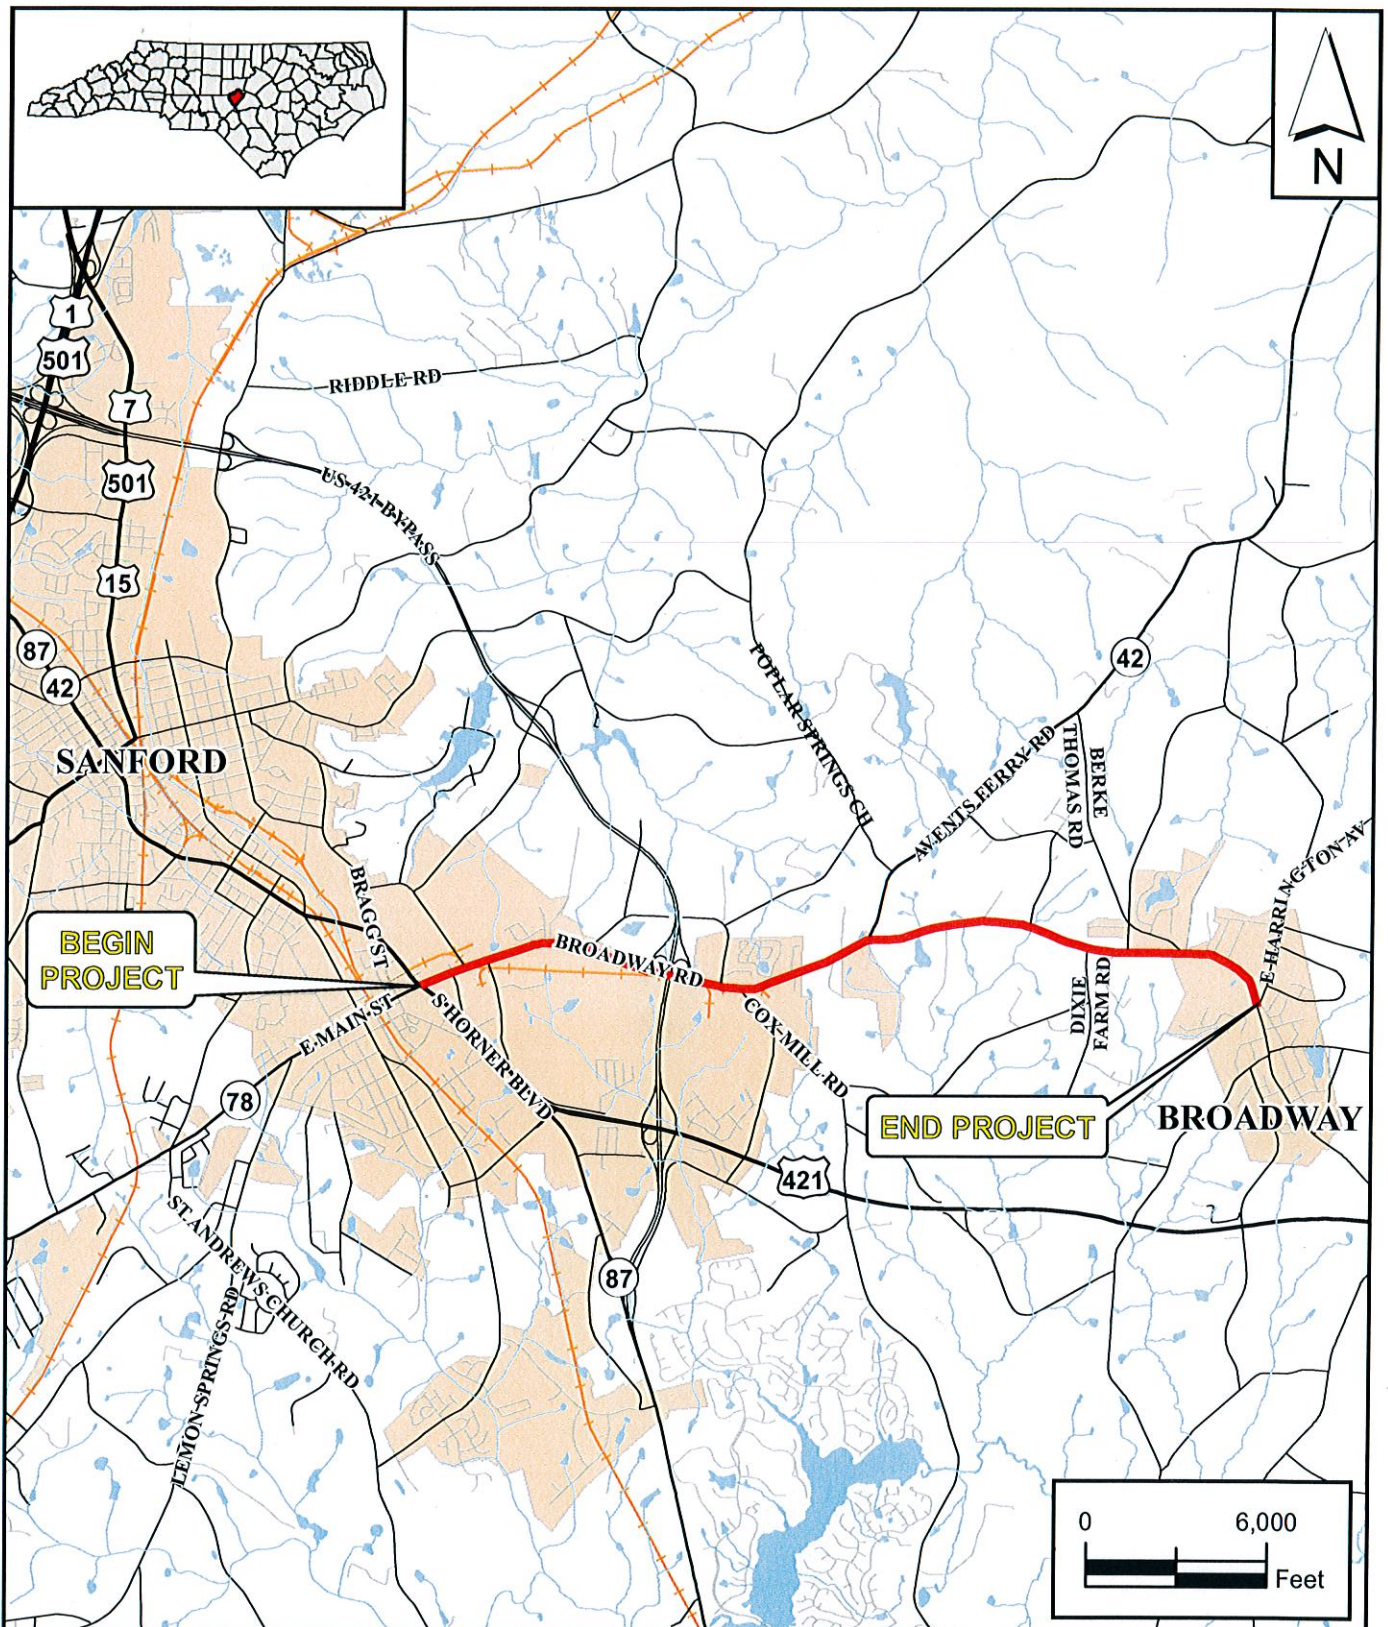 N
1
501
RIDDLE RD
7
US-421 BYPASS
501
15
87
42
POPLAR SPRINGS CH
42
SANFORD
AVENTS FERRY RD
THOMAS RD
BERKE
E HARRINGTON AV
BRAGG ST
BEGIN
PROJECT
BROADWAY RD
E MAIN ST
S HORNER BLVD
COX MILL RD
DIXIE
FARM RD
78
END PROJECT
BROADWAY
421
ST. ANDREWS CHURCH RD
87
LEMON SPRINGS RD
0 6,000
Feet